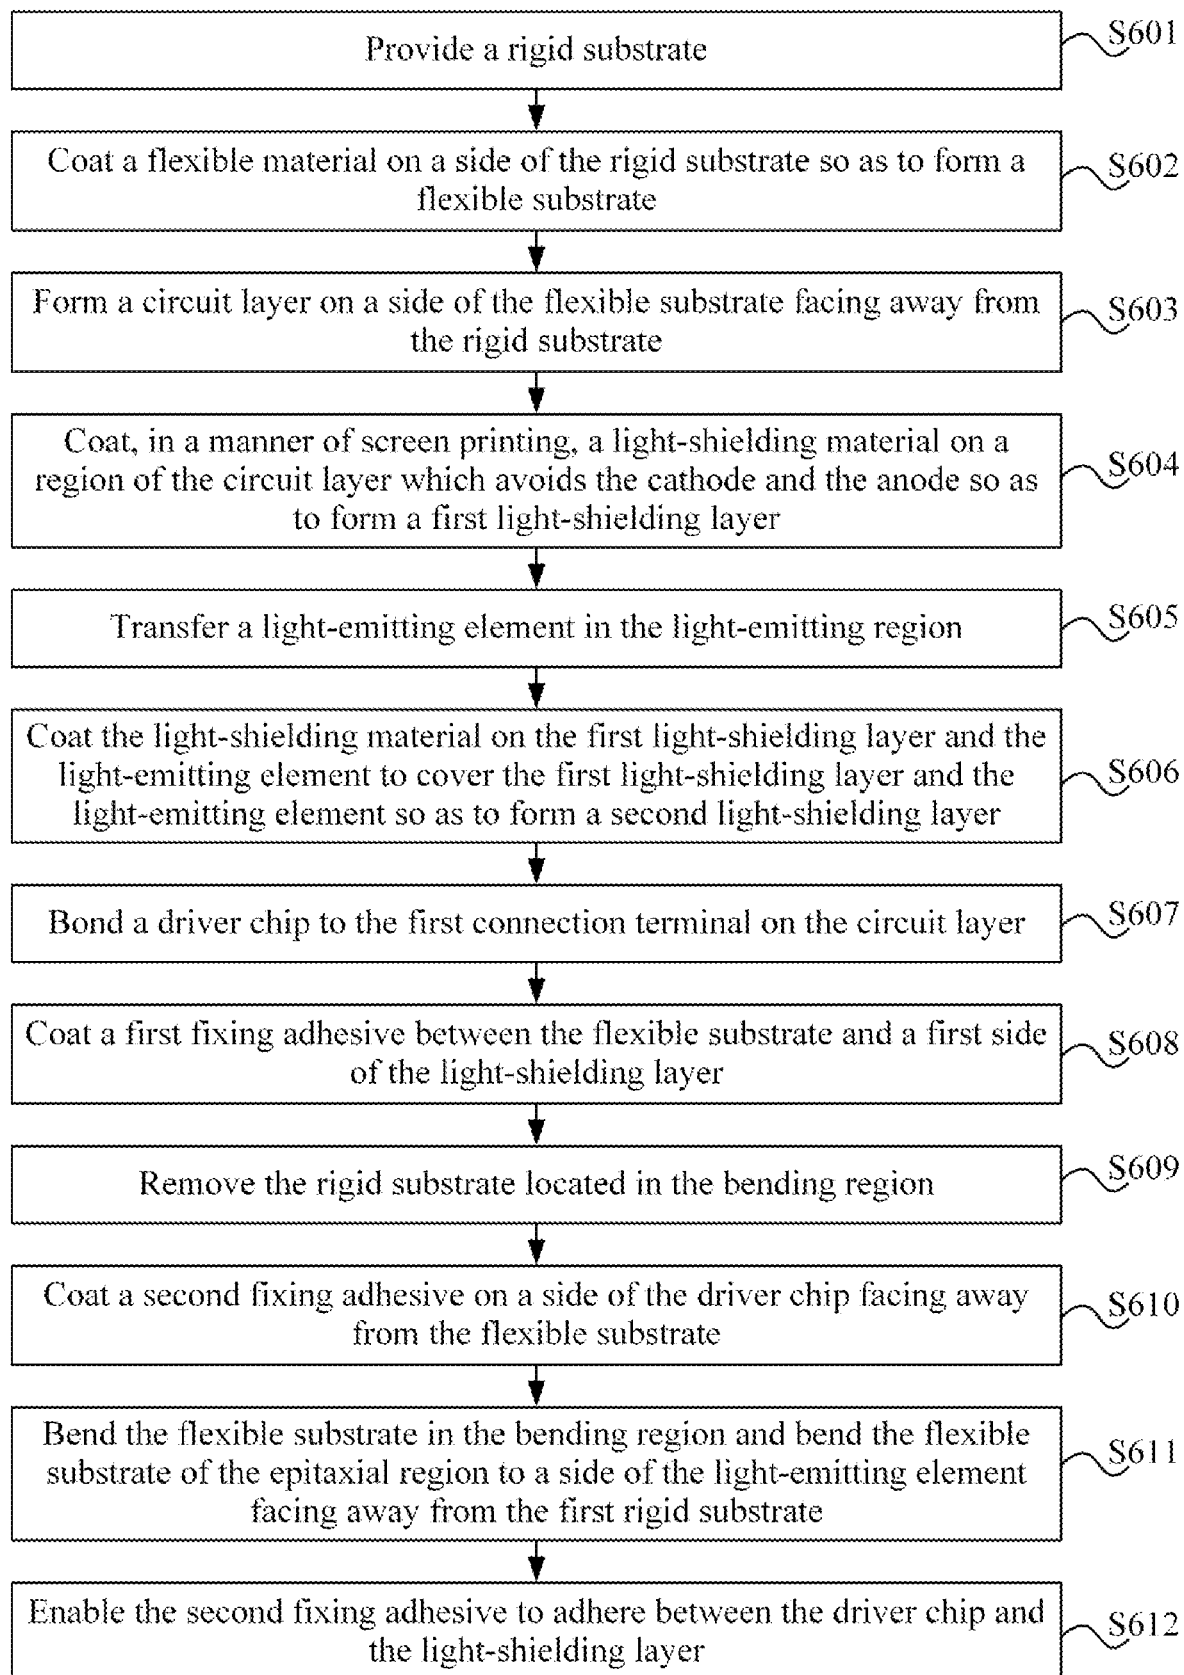 Provide a rigid substrate
S601
Coat a flexible material on a side of the rigid substrate so as to form a
flexible substrate
S602
Form a circuit layer on a side of the flexible substrate facing away from
the rigid substrate
S603
Coat, in a manner of screen printing, a light-shielding material on a
region of the circuit layer which avoids the cathode and the anode so as
to form a first light-shielding layer
S604
Transfer a light-emitting element in the light-emitting region
S605
Coat the light-shielding material on the first light-shielding layer and the
light-emitting element to cover the first light-shielding layer and the
light-emitting element so as to form a second light-shielding layer
S606
Bond a driver chip to the first connection terminal on the circuit layer
S607
Coat a first fixing adhesive between the flexible substrate and a first side
of the light-shielding layer
S608
Remove the rigid substrate located in the bending region
S609
Coat a second fixing adhesive on a side of the driver chip facing away
from the flexible substrate
S610
Bend the flexible substrate in the bending region and bend the flexible
substrate of the epitaxial region to a side of the light-emitting element
facing away from the first rigid substrate
S611
Enable the second fixing adhesive to adhere between the driver chip and
the light-shielding layer
S612